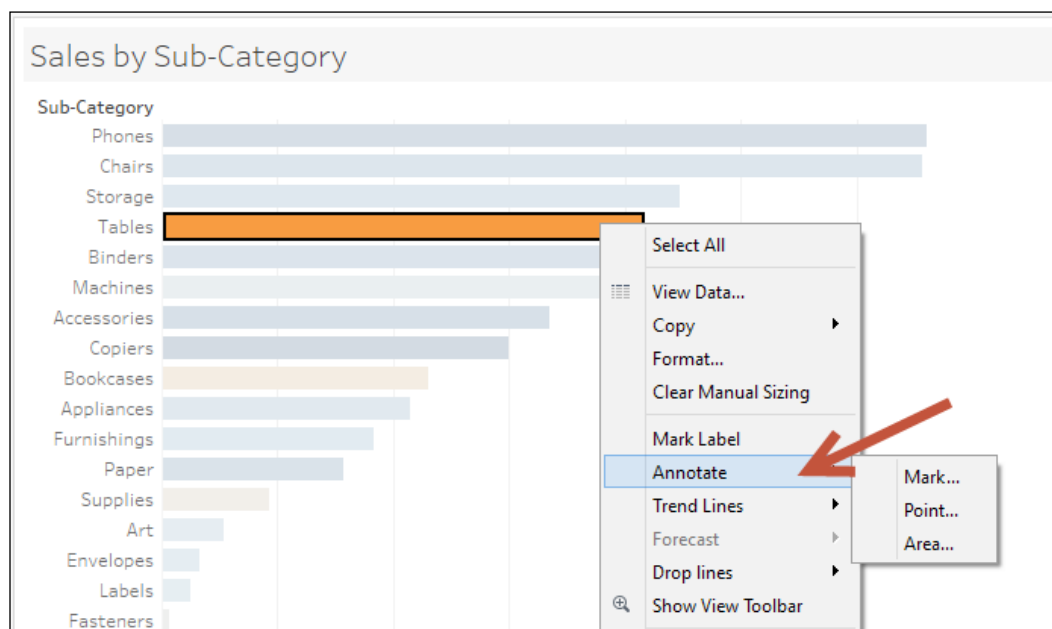 Sales by Sub-Category
Sub-Category
Phones
Chairs
Storage
Tables
Binders
Machines
Accessories
Copiers
Bookcases
Appliances
Furnishings
Paper
Supplies
Art
Envelopes
Labels
Fasteners
Select All
View Data...
Copy
Format...
Clear Manual Sizing
Mark Label
Annotate
Trend Lines
Forecast
Drop lines
Show View Toolbar
Mark...
Point...
Area...